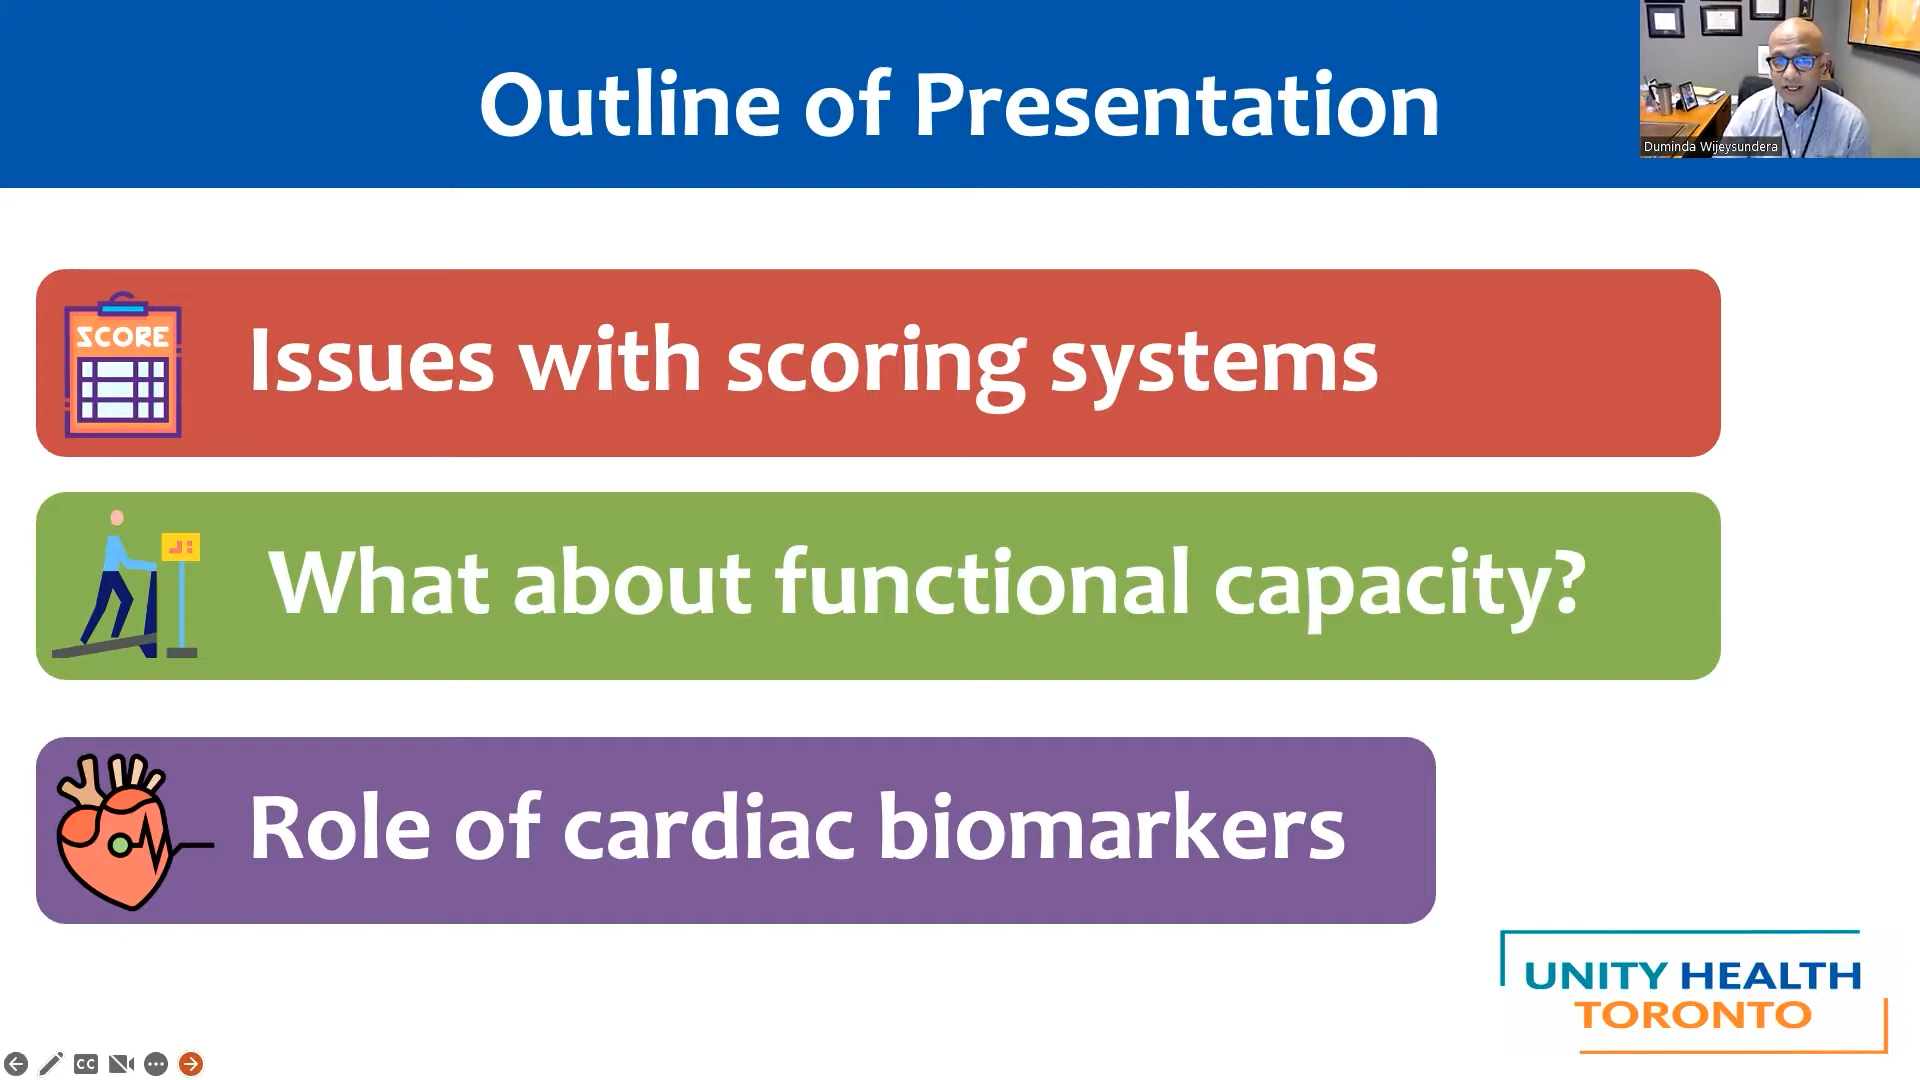 Outline of Presentation
Duminda Wijeysundera
SCORE
Issues with scoring systems
What about functional capacity?
Role of cardiac biomarkers
UNITY HEALTH
TORONTO
CC